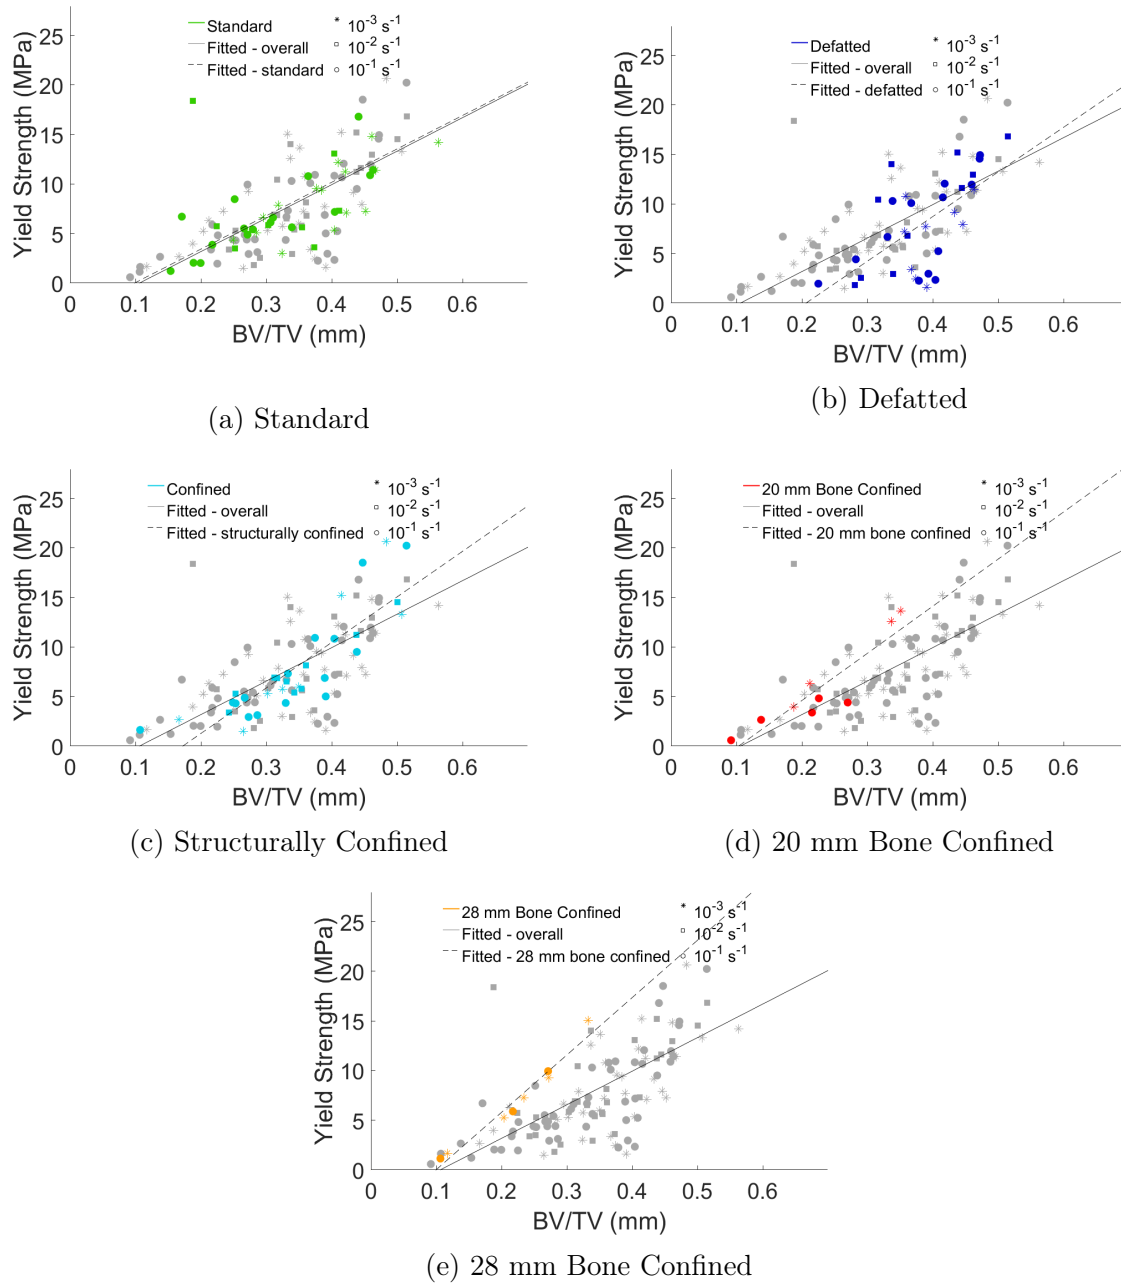 Standard
Fitted - overall
Fitted - standard
* 10-3 s-1
10-2 s-1
10-1 s-1
Yield Strength (MPa)
25
20
15
10
5
0
0 0.1 0.2 0.3 0.4 0.5 0.6
BV/TV (mm)
(a) Standard
Defatted
Fitted - overall
Fitted - defatted
* 10-3 s-1
10-2 s-1
10-1 s-1
Yield Strength (MPa)
25
20
15
10
5
0
0 0.1 0.2 0.3 0.4 0.5 0.6
BV/TV (mm)
(b) Defatted
Confined
Fitted - overall
Fitted - structurally confined
* 10-3 s-1
10-2 s-1
10-1 s-1
Yield Strength (MPa)
25
20
15
10
5
0
0 0.1 0.2 0.3 0.4 0.5 0.6
BV/TV (mm)
(c) Structurally Confined
20 mm Bone Confined
Fitted - overall
Fitted - 20 mm bone confined
* 10-3 s-1
10-2 s-1
10-1 s-1
Yield Strength (MPa)
25
20
15
10
5
0
0 0.1 0.2 0.3 0.4 0.5 0.6
BV/TV (mm)
(d) 20 mm Bone Confined
28 mm Bone Confined
Fitted - overall
Fitted - 28 mm bone confined
* 10-3 s-1
10-2 s-1
10-1 s-1
Yield Strength (MPa)
25
20
15
10
5
0
0 0.1 0.2 0.3 0.4 0.5 0.6
BV/TV (mm)
(e) 28 mm Bone Confined